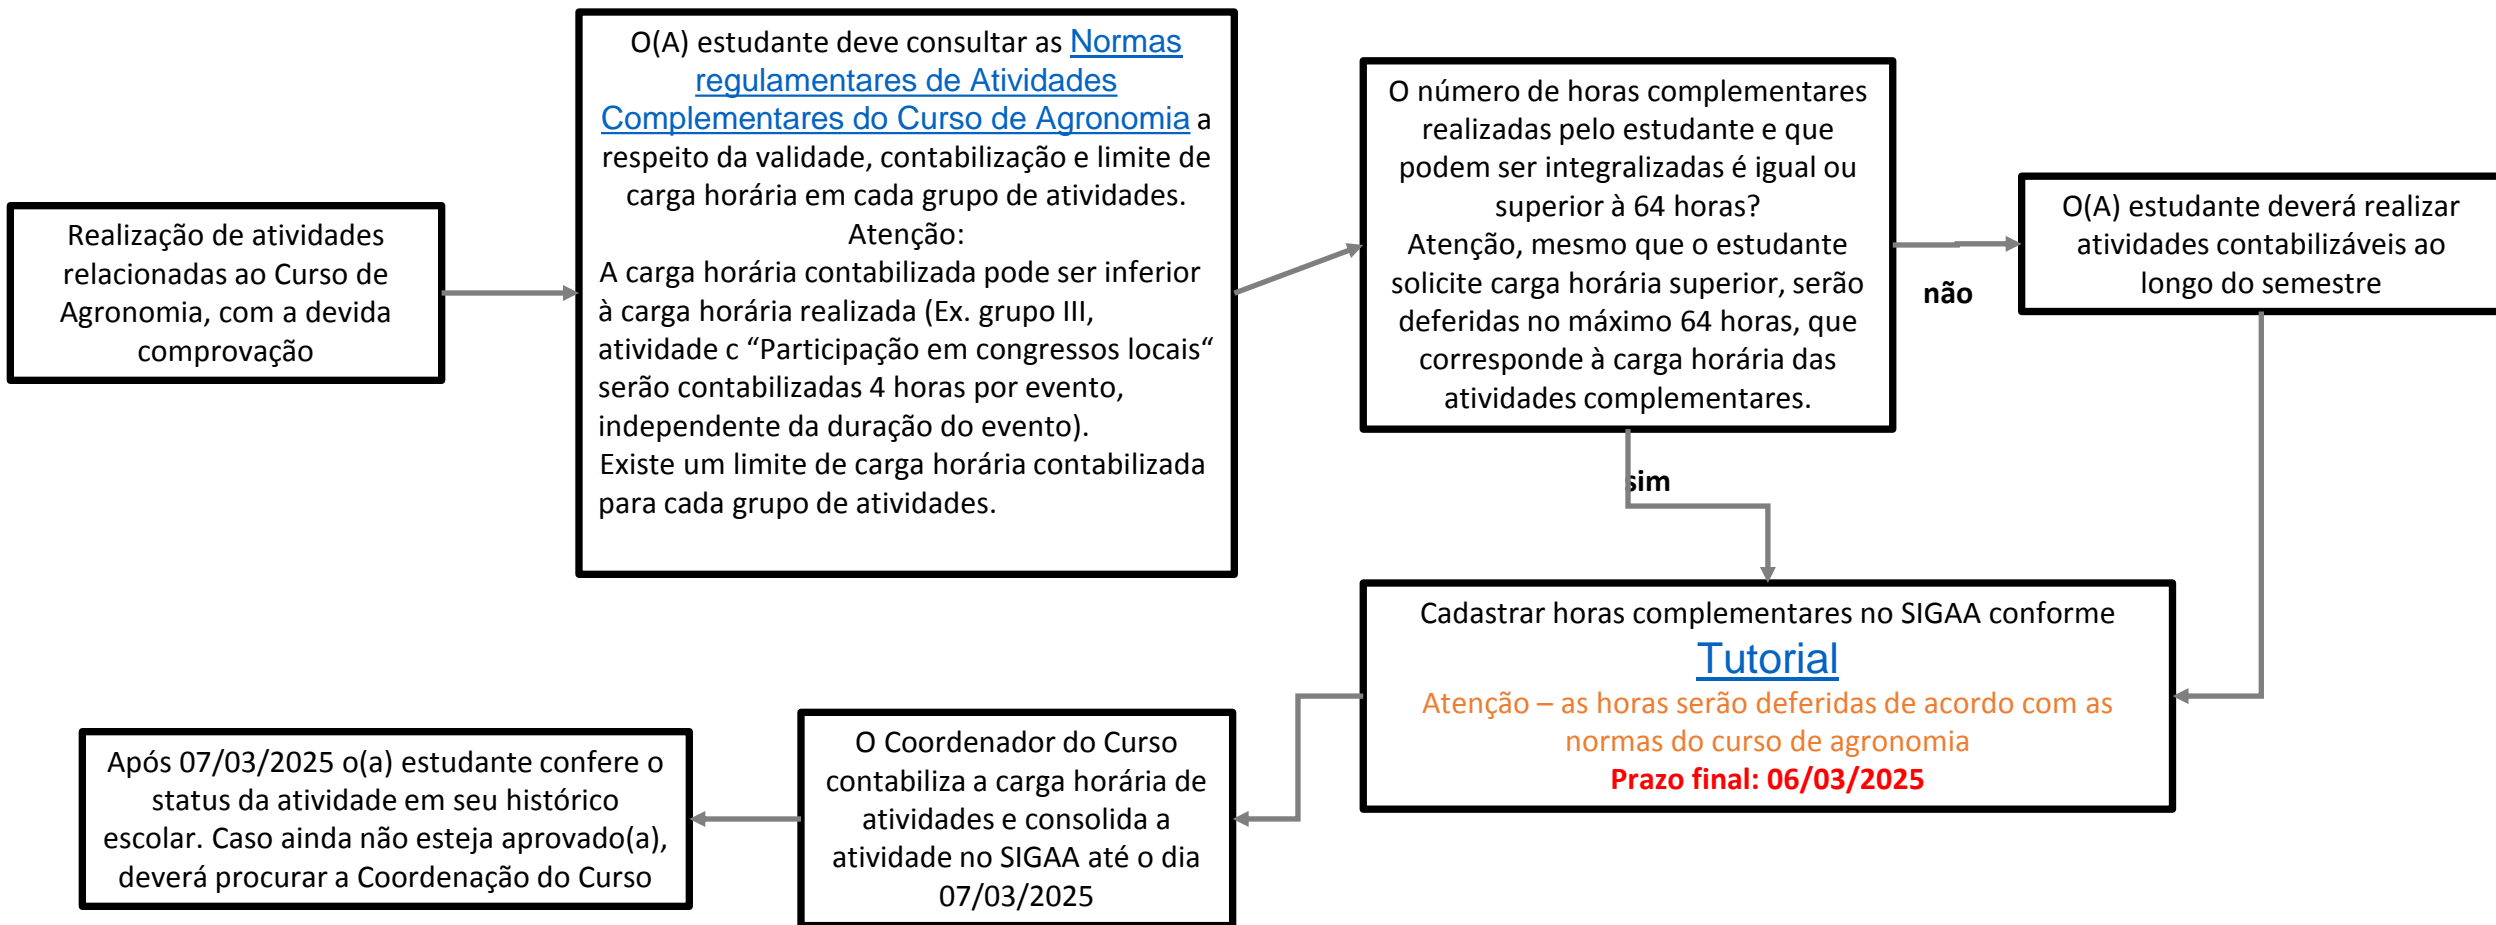 Realização de atividades
relacionadas ao Curso de
Agronomia, com a devida
comprovação
O(A) estudante deve consultar as Normas
regulamentares de Atividades
Complementares do Curso de Agronomia a
respeito da validade, contabilização e limite de
carga horária em cada grupo de atividades.
Atenção:
A carga horária contabilizada pode ser inferior
à carga horária realizada (Ex. grupo III,
atividade c “Participação em congressos locais“
serão contabilizadas 4 horas por evento,
independente da duração do evento).
Existe um limite de carga horária contabilizada
para cada grupo de atividades.
O número de horas complementares
realizadas pelo estudante e que
podem ser integralizadas é igual ou
superior à 64 horas?
Atenção, mesmo que o estudante
solicite carga horária superior, serão
deferidas no máximo 64 horas, que
corresponde à carga horária das
atividades complementares.
não
O(A) estudante deverá realizar
atividades contabilizáveis ao
longo do semestre
sim
Cadastrar horas complementares no SIGAA conforme
Tutorial
Atenção – as horas serão deferidas de acordo com as
normas do curso de agronomia
Prazo final: 06/03/2025
O Coordenador do Curso
contabiliza a carga horária de
atividades e consolida a
atividade no SIGAA até o dia
07/03/2025
Após 07/03/2025 o(a) estudante confere o
status da atividade em seu histórico
escolar. Caso ainda não esteja aprovado(a),
deverá procurar a Coordenação do Curso